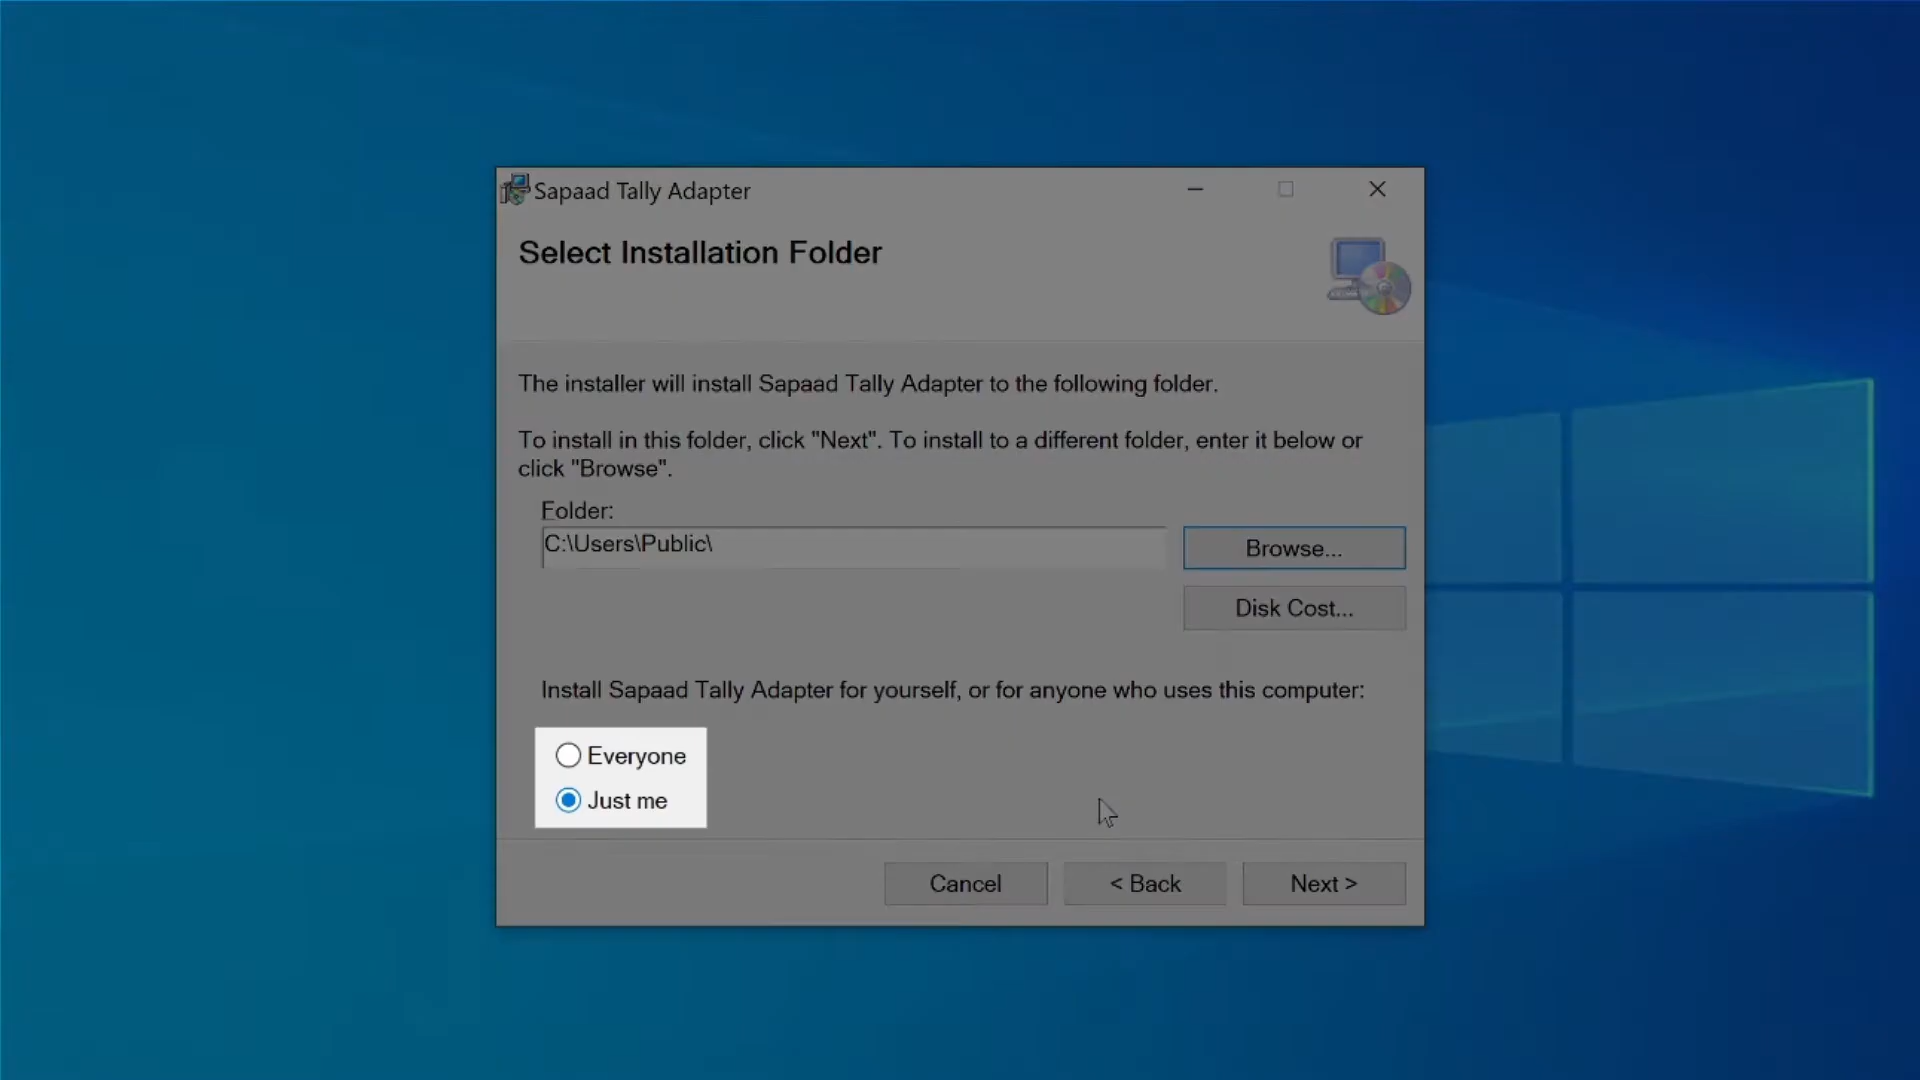 Sapaad Tally Adapter
Select Installation Folder
The installer will install Sapaad Tally Adapter to the following folder.
To install in this folder, click "Next". To install to a different folder, enter it below or
click "Browse".
Folder:
C:\Users\Public\
Browse...
Disk Cost...
Install Sapaad Tally Adapter for yourself, or for anyone who uses this computer:
Everyone
Just me
Cancel
< Back
Next >